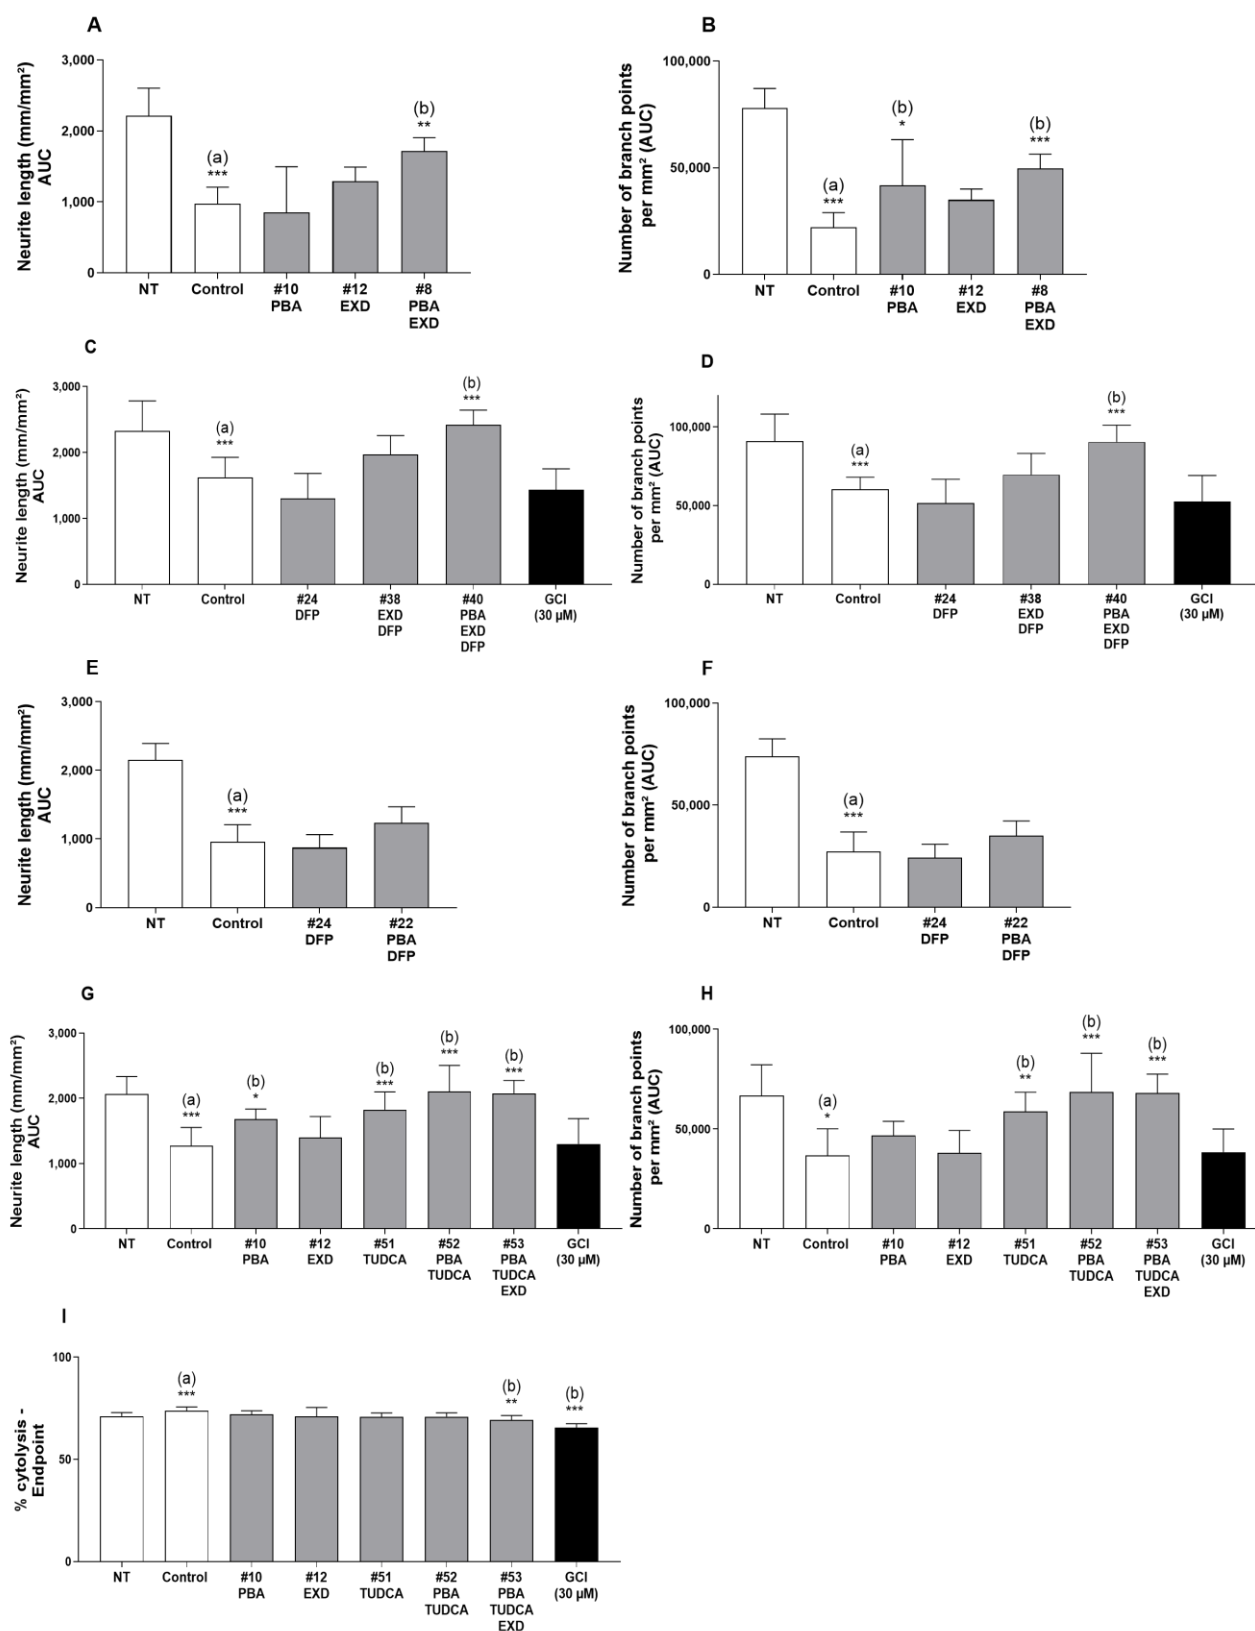 A
Neurite length (mm/mm²)
AUC
3,000
2,000
1,000
0
(a)
***
(b)
**
NT Control #10 #12 #8
PBA EXD PBA
EXD
B
Number of branch points
per mm² (AUC)
100,000
50,000
0
(a)
***
(b)
*
(b)
***
NT Control #10 #12 #8
PBA EXD PBA
EXD
C
Neurite length (mm/mm²)
AUC
3,000
2,000
1,000
0
(a)
***
(b)
***
NT Control #24 #38 #40 GCI
DFP EXD PBA (30 µM)
DFP EXD
DFP
D
Number of branch points
per mm² (AUC)
100,000
50,000
0
(a)
***
(b)
***
NT Control #24 #38 #40 GCI
DFP EXD PBA (30 µM)
DFP EXD
DFP
E
Neurite length (mm/mm²)
AUC
3,000
2,000
1,000
0
(a)
***
NT Control #24 #22
DFP PBA
DFP
F
Number of branch points
per mm² (AUC)
100,000
50,000
0
(a)
***
NT Control #24 #22
DFP PBA
DFP
G
Neurite length (mm/mm²)
AUC
3,000
2,000
1,000
0
(a)
***
(b)
*
(b)
***
(b)
***
(b)
***
NT Control #10 #12 #51 #52 #53 GCI
PBA EXD TUDCA PBA PBA (30 µM)
TUDCA TUDCA
EXD
H
Number of branch points
per mm² (AUC)
100,000
50,000
0
(a)
*
(b)
**
(b)
***
(b)
***
NT Control #10 #12 #51 #52 #53 GCI
PBA EXD TUDCA PBA PBA (30 µM)
TUDCA TUDCA
EXD
I
% cytolysis -
Endpoint
100
50
0
(a)
***
(b)
**
(b)
***
NT Control #10 #12 #51 #52 #53 GCI
PBA EXD TUDCA PBA PBA (30 µM)
TUDCA TUDCA
EXD